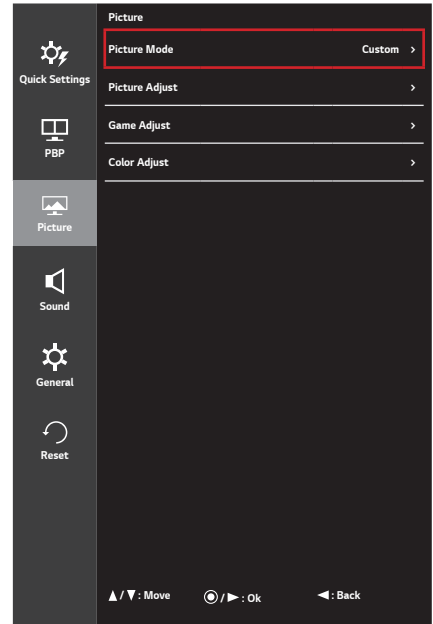 Picture
Picture Mode Custom >
Picture Adjust >
Game Adjust >
Color Adjust >
Quick Settings
PBP
Picture
Sound
General
Reset
▲/▼: Move ◉/►: Ok ◄: Back